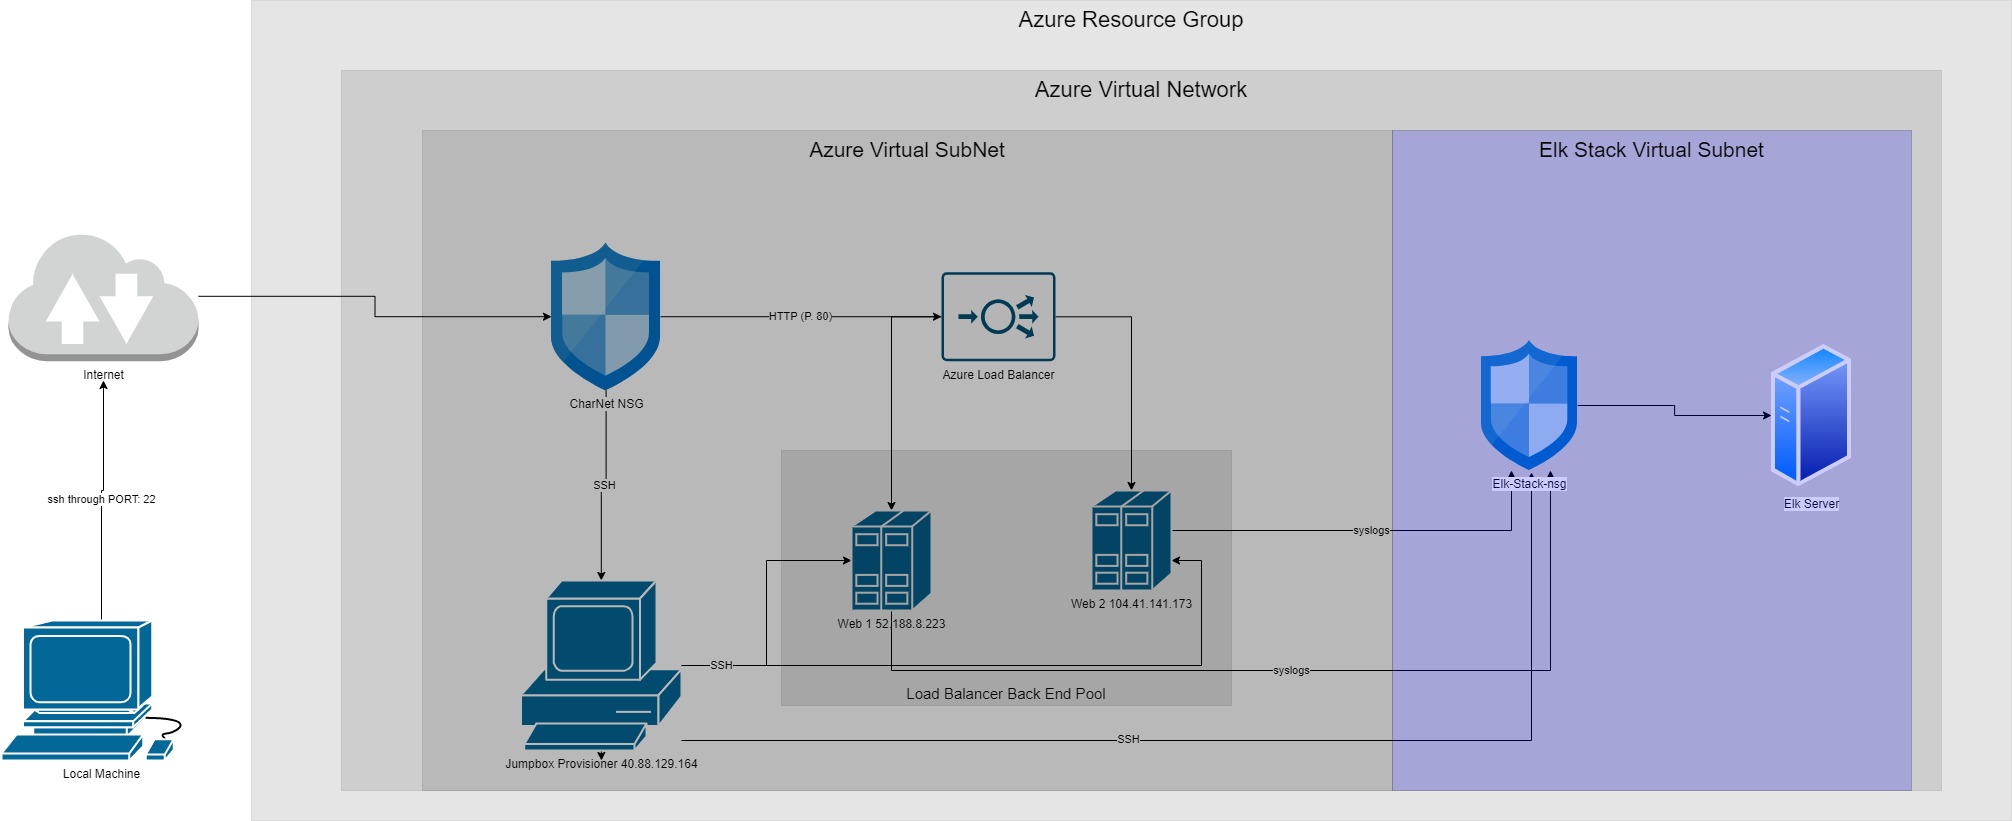 Azure Resource Group
Azure Virtual Network
Azure Virtual SubNet
Elk Stack Virtual Subnet
HTTP (P. 80)
Internet
Azure Load Balancer
CharNet NSG
SSH
Elk-Stack-nsg
ssh through PORT: 22
Elk Server
syslogs
Web 2 104.41.141.173
Web 1 52.188.8.223
SSH
syslogs
Load Balancer Back End Pool
SSH
Jumpbox Provisioner 40.88.129.164
Local Machine